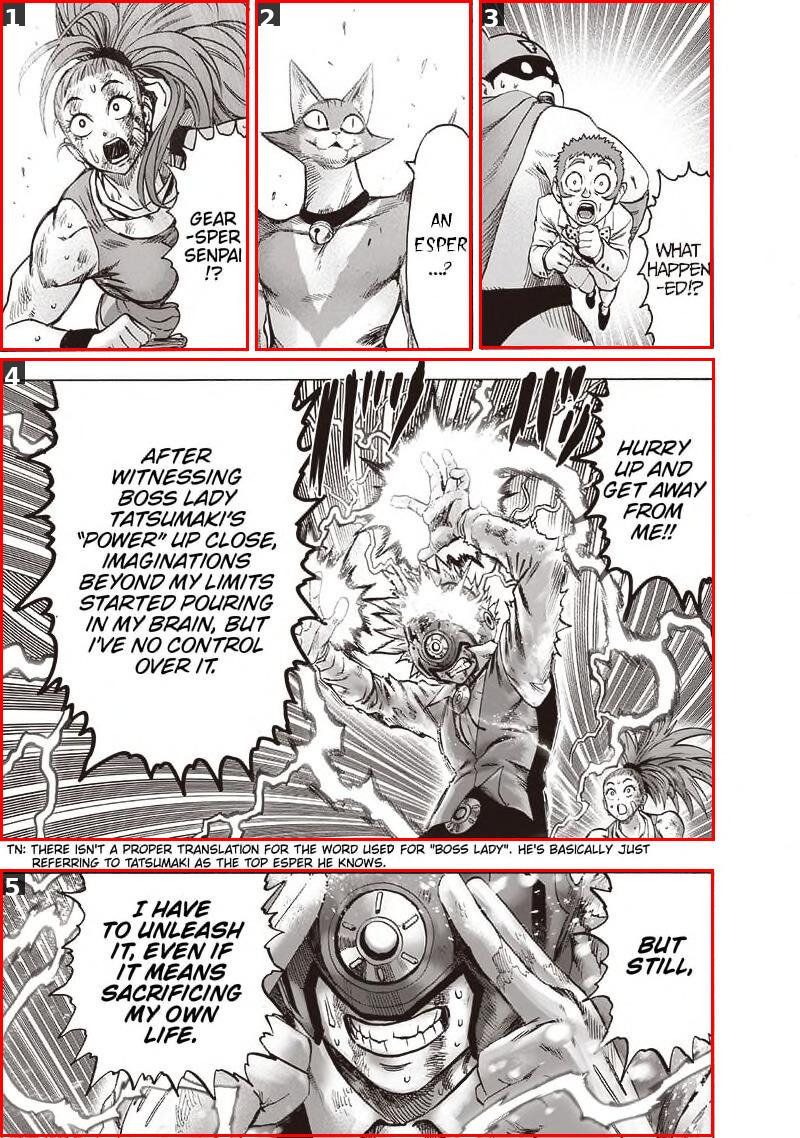 1
GEAR
-SPER
SENPAI
!?
2
AN
ESPER
....?
3
WHAT
HAPPEN
-ED!?
4
HURRY
UP AND
GET AWAY
FROM
ME!!
AFTER
WITNESSING
BOSS LADY
TATSUMAKI'S
"POWER" UP CLOSE,
IMAGINATIONS
BEYOND MY LIMITS
STARTED POURING
IN MY BRAIN, BUT
I'VE NO CONTROL
OVER IT.
TN: THERE ISN'T A PROPER TRANSLATION FOR THE WORD USED FOR "BOSS LADY". HE'S BASICALLY JUST
REFERRING TO TATSUMAKI AS THE TOP ESPER HE KNOWS.
5
BUT
STILL,
I HAVE
TO UNLEASH
IT, EVEN IF
IT MEANS
SACRIFICING
MY OWN
LIFE.